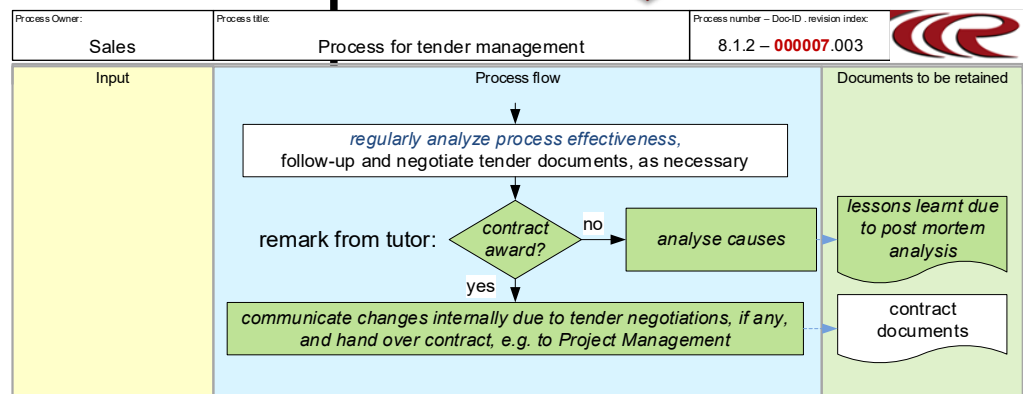 Process Owner:
Sales
Process title:
Process for tender management
Process number – Doc-ID . revision index:
8.1.2 – 000007.003
Input
Process flow
Documents to be retained
regularly analyze process effectiveness,
follow-up and negotiate tender documents, as necessary
remark from tutor:
contract
award?
no
analyse causes
lessons learnt due
to post mortem
analysis
yes
communicate changes internally due to tender negotiations, if any,
and hand over contract, e.g. to Project Management
contract
documents